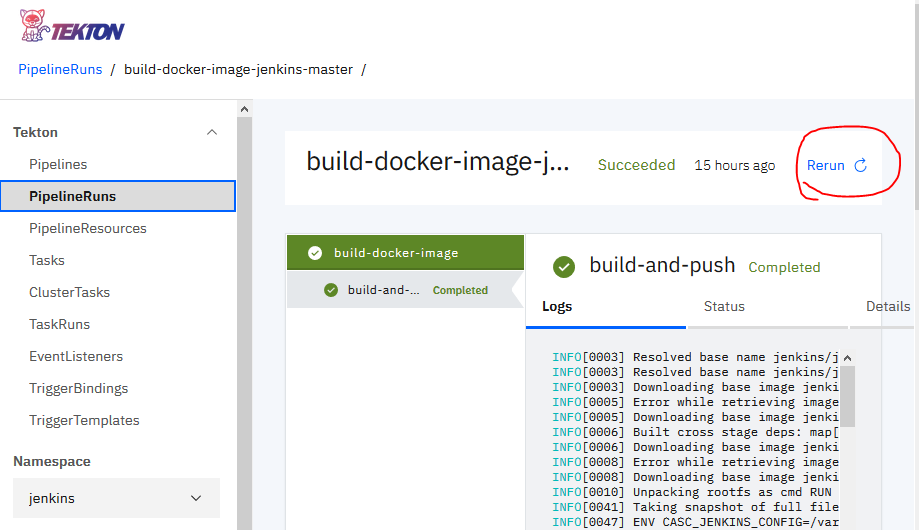 TEKTON
PipelineRuns / build-docker-image-jenkins-master /
Tekton
Pipelines
PipelineRuns
PipelineResources
Tasks
ClusterTasks
TaskRuns
EventListeners
TriggerBindings
TriggerTemplates
Namespace
jenkins
build-docker-image-j... Succeeded 15 hours ago Rerun
build-docker-image
build-and-... Completed
build-and-push Completed
Logs Status Details
INFO[0003] Resolved base name jenkins/j
INFO[0003] Resolved base name jenkins/j
INFO[0003] Downloading base image jenki
INFO[0005] Error while retrieving image
INFO[0005] Downloading base image jenki
INFO[0006] Built cross stage deps: map[
INFO[0006] Downloading base image jenki
INFO[0008] Error while retrieving image
INFO[0008] Downloading base image jenki
INFO[0010] Unpacking rootfs as cmd RUN
INFO[0041] Taking snapshot of full file
INFO[0047] ENV CASC_JENKINS_CONFIG=/var